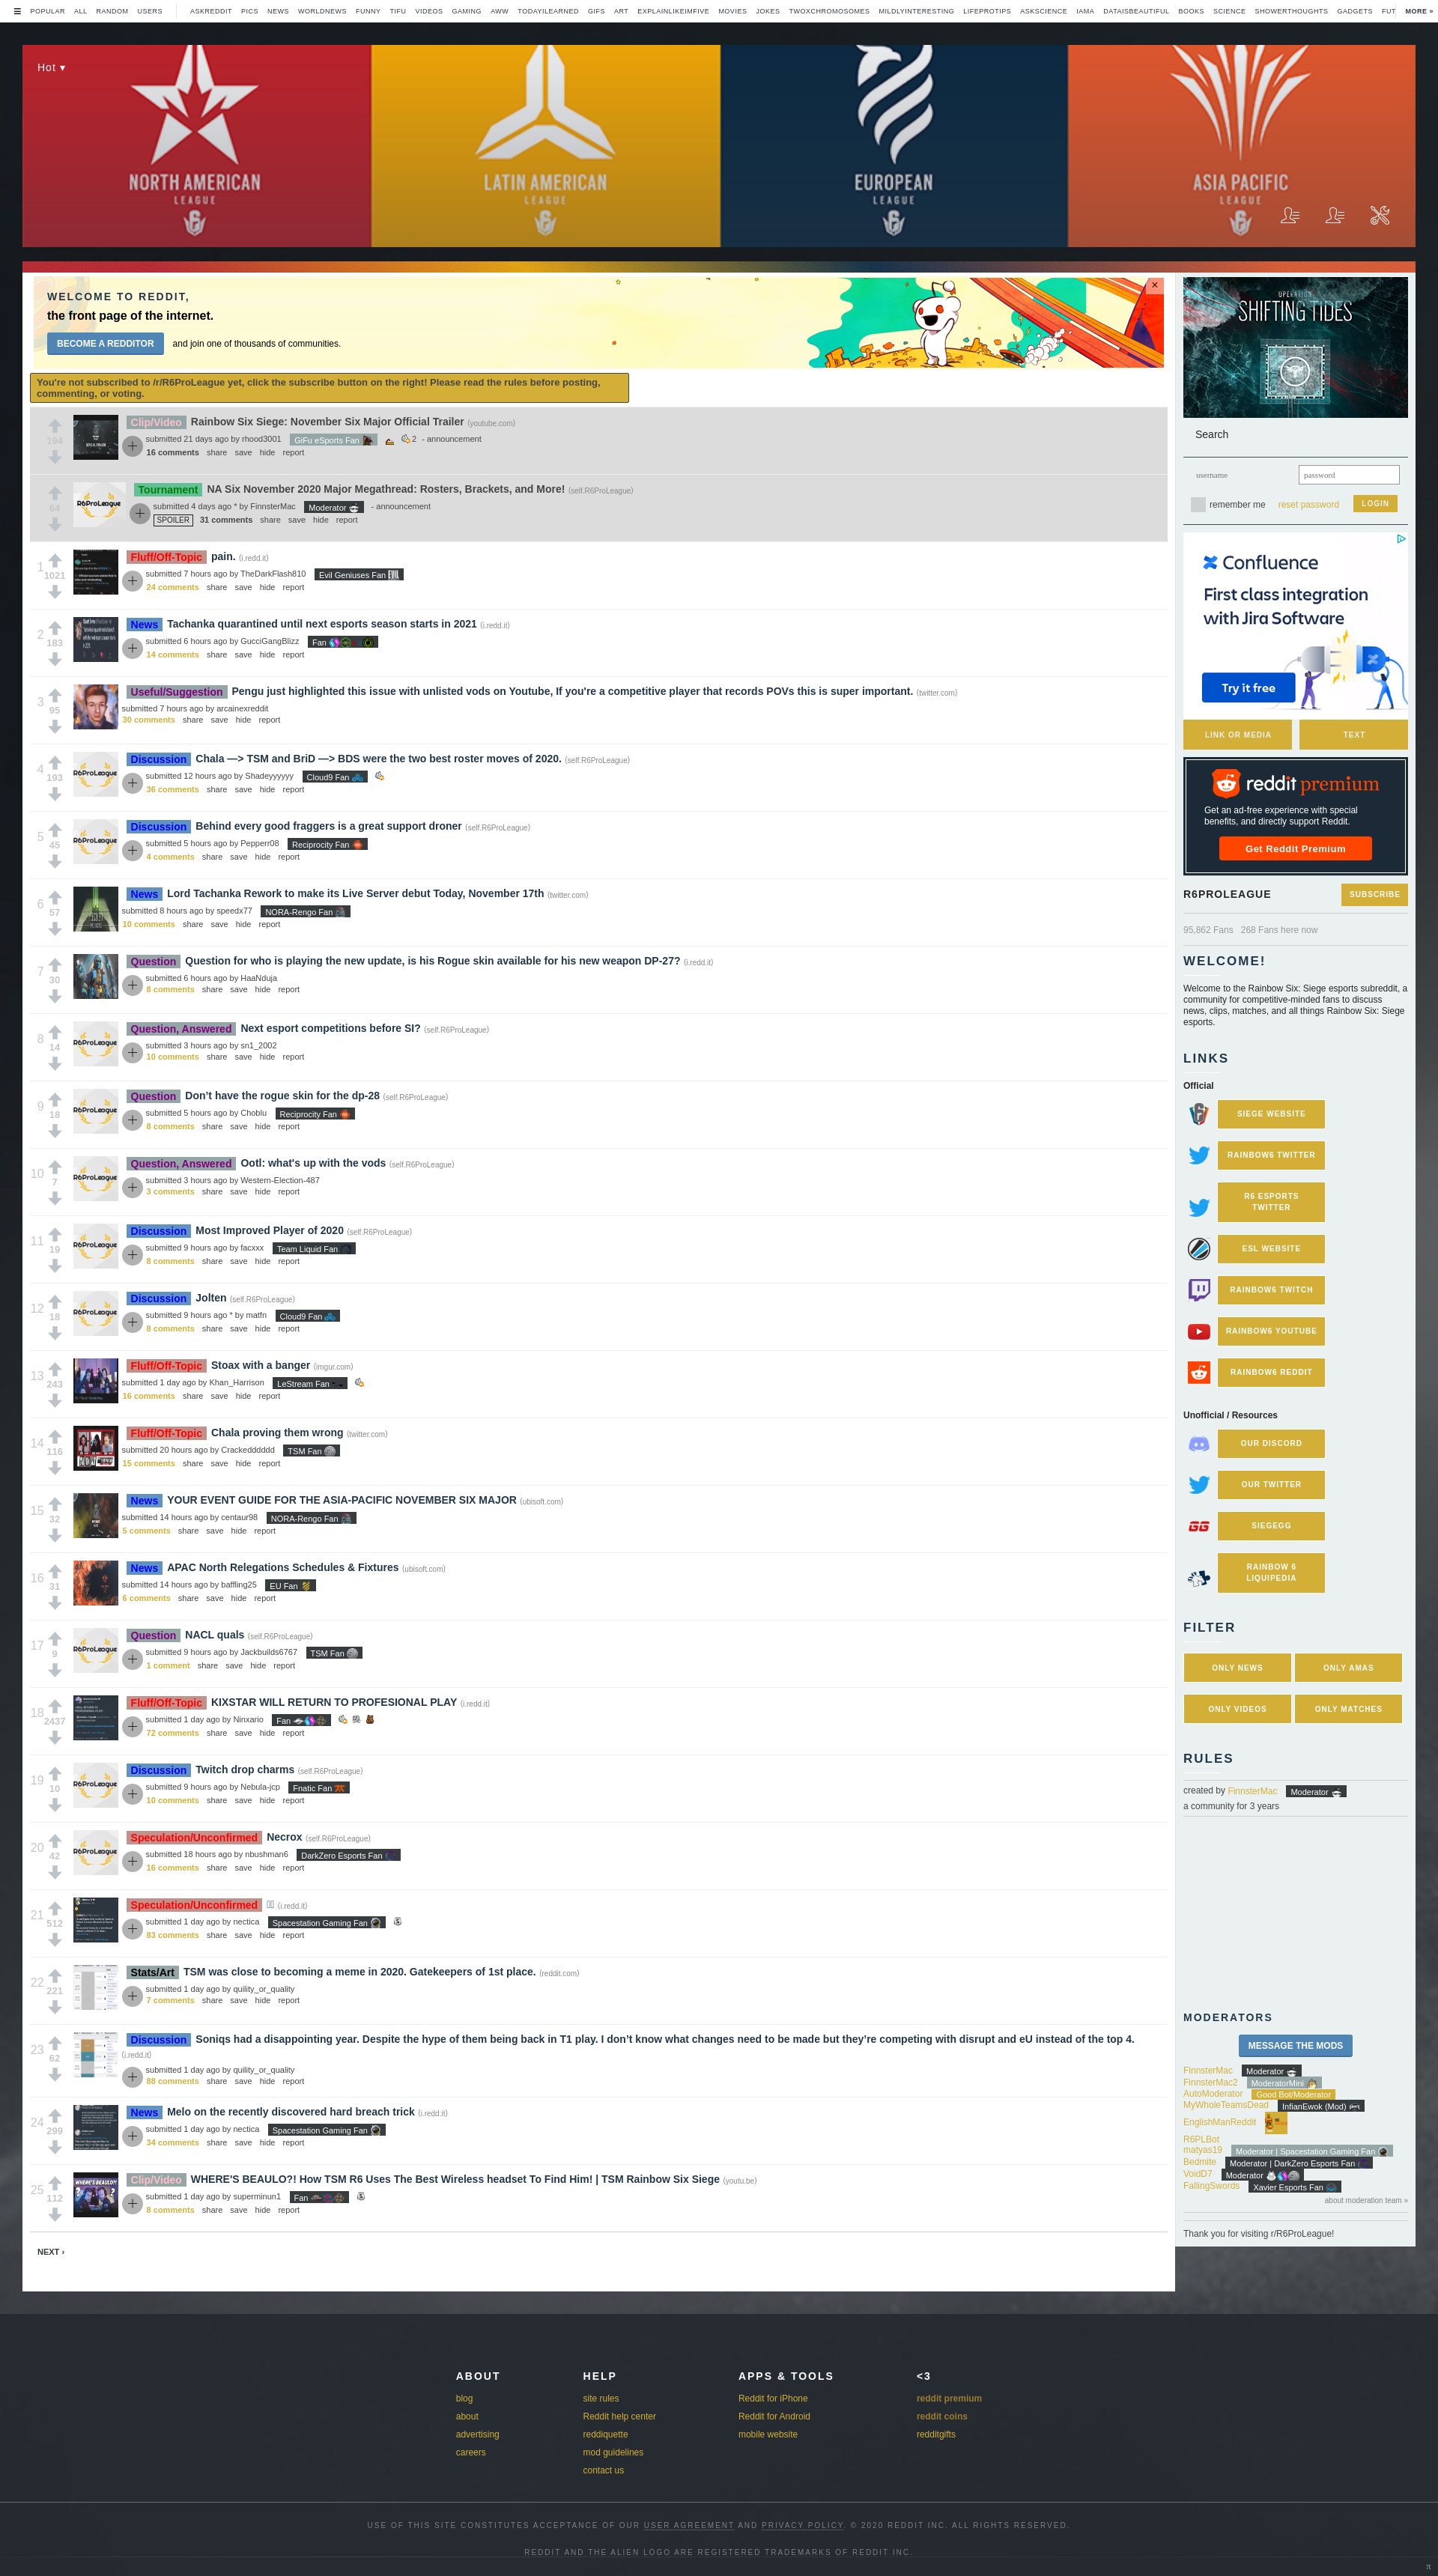 ☰ POPULAR ALL RANDOM USERS ASKREDDIT PICS NEWS WORLDNEWS FUNNY TIFU VIDEOS GAMING AWW TODAYILEARNED GIFS ART EXPLAINLIKEIMFIVE MOVIES JOKES TWOXCHROMOSOMES MILDLYINTERESTING LIFEPROTIPS ASKSCIENCE IAMA DATAISBEAUTIFUL BOOKS SCIENCE SHOWERTHOUGHTS GADGETS FUT MORE »
Hot ▾
NORTH AMERICAN LEAGUE
LATIN AMERICAN LEAGUE
EUROPEAN LEAGUE
ASIA PACIFIC LEAGUE
WELCOME TO REDDIT,
the front page of the internet.
BECOME A REDDITOR and join one of thousands of communities.
×
You're not subscribed to /r/R6ProLeague yet, click the subscribe button on the right! Please read the rules before posting, commenting, or voting.
194
Clip/Video Rainbow Six Siege: November Six Major Official Trailer (youtube.com)
submitted 21 days ago by rhood3001 GiFu eSports Fan 2 - announcement
16 comments share save hide report
64
Tournament NA Six November 2020 Major Megathread: Rosters, Brackets, and More! (self.R6ProLeague)
submitted 4 days ago * by FinnsterMac Moderator - announcement
SPOILER 31 comments share save hide report
1 1021
Fluff/Off-Topic pain. (i.redd.it)
submitted 7 hours ago by TheDarkFlash810 Evil Geniuses Fan
24 comments share save hide report
2 183
News Tachanka quarantined until next esports season starts in 2021 (i.redd.it)
submitted 6 hours ago by GucciGangBlizz Fan
14 comments share save hide report
3 95
Useful/Suggestion Pengu just highlighted this issue with unlisted vods on Youtube, If you're a competitive player that records POVs this is super important. (twitter.com)
submitted 7 hours ago by arcainexreddit
30 comments share save hide report
4 193
Discussion Chala —> TSM and BriD —> BDS were the two best roster moves of 2020. (self.R6ProLeague)
submitted 12 hours ago by Shadeyyyyyy Cloud9 Fan
36 comments share save hide report
5 45
Discussion Behind every good fraggers is a great support droner (self.R6ProLeague)
submitted 5 hours ago by Pepperr08 Reciprocity Fan
4 comments share save hide report
6 57
News Lord Tachanka Rework to make its Live Server debut Today, November 17th (twitter.com)
submitted 8 hours ago by speedx77 NORA-Rengo Fan
10 comments share save hide report
7 30
Question Question for who is playing the new update, is his Rogue skin available for his new weapon DP-27? (i.redd.it)
submitted 6 hours ago by HaaNduja
8 comments share save hide report
8 14
Question, Answered Next esport competitions before SI? (self.R6ProLeague)
submitted 3 hours ago by sn1_2002
10 comments share save hide report
9 18
Question Don't have the rogue skin for the dp-28 (self.R6ProLeague)
submitted 5 hours ago by Choblu Reciprocity Fan
8 comments share save hide report
10 7
Question, Answered Ootl: what's up with the vods (self.R6ProLeague)
submitted 3 hours ago by Western-Election-487
3 comments share save hide report
11 19
Discussion Most Improved Player of 2020 (self.R6ProLeague)
submitted 9 hours ago by facxxx Team Liquid Fan
8 comments share save hide report
12 18
Discussion Jolten (self.R6ProLeague)
submitted 9 hours ago * by matfn Cloud9 Fan
8 comments share save hide report
13 243
Fluff/Off-Topic Stoax with a banger (imgur.com)
submitted 1 day ago by Khan_Harrison LeStream Fan
16 comments share save hide report
14 116
Fluff/Off-Topic Chala proving them wrong (twitter.com)
submitted 20 hours ago by Crackedddddd TSM Fan
15 comments share save hide report
15 32
News YOUR EVENT GUIDE FOR THE ASIA-PACIFIC NOVEMBER SIX MAJOR (ubisoft.com)
submitted 14 hours ago by centaur98 NORA-Rengo Fan
5 comments share save hide report
16 31
News APAC North Relegations Schedules & Fixtures (ubisoft.com)
submitted 14 hours ago by baffling25 EU Fan
6 comments share save hide report
17 9
Question NACL quals (self.R6ProLeague)
submitted 9 hours ago by Jackbuilds6767 TSM Fan
1 comment share save hide report
18 2437
Fluff/Off-Topic KIXSTAR WILL RETURN TO PROFESIONAL PLAY (i.redd.it)
submitted 1 day ago by Ninxario Fan
72 comments share save hide report
19 10
Discussion Twitch drop charms (self.R6ProLeague)
submitted 9 hours ago by Nebula-jcp Fnatic Fan
10 comments share save hide report
20 42
Speculation/Unconfirmed Necrox (self.R6ProLeague)
submitted 18 hours ago by nbushman6 DarkZero Esports Fan
16 comments share save hide report
21 512
Speculation/Unconfirmed (i.redd.it)
submitted 1 day ago by nectica Spacestation Gaming Fan
83 comments share save hide report
22 221
Stats/Art TSM was close to becoming a meme in 2020. Gatekeepers of 1st place. (reddit.com)
submitted 1 day ago by quility_or_quality
7 comments share save hide report
23 62
Discussion Soniqs had a disappointing year. Despite the hype of them being back in T1 play. I don't know what changes need to be made but they're competing with disrupt and eU instead of the top 4.
(i.redd.it)
submitted 1 day ago by quility_or_quality
88 comments share save hide report
24 299
News Melo on the recently discovered hard breach trick (i.redd.it)
submitted 1 day ago by nectica Spacestation Gaming Fan
34 comments share save hide report
25 112
Clip/Video WHERE'S BEAULO?! How TSM R6 Uses The Best Wireless headset To Find Him! | TSM Rainbow Six Siege (youtu.be)
submitted 1 day ago by superminun1 Fan
8 comments share save hide report
NEXT ›
OPERATION
SHIFTING TIDES
Search
username password
remember me reset password LOGIN
Confluence
First class integration
with Jira Software
Try it free
LINK OR MEDIA TEXT
reddit premium
Get an ad-free experience with special
benefits, and directly support Reddit.
Get Reddit Premium
R6PROLEAGUE SUBSCRIBE
95,862 Fans 268 Fans here now
WELCOME!
Welcome to the Rainbow Six: Siege esports subreddit, a
community for competitive-minded fans to discuss
news, clips, matches, and all things Rainbow Six: Siege
esports.
LINKS
Official
SIEGE WEBSITE
RAINBOW6 TWITTER
R6 ESPORTS
TWITTER
ESL WEBSITE
RAINBOW6 TWITCH
RAINBOW6 YOUTUBE
RAINBOW6 REDDIT
Unofficial / Resources
OUR DISCORD
OUR TWITTER
SIEGEGG
RAINBOW 6
LIQUIPEDIA
FILTER
ONLY NEWS ONLY AMAS
ONLY VIDEOS ONLY MATCHES
RULES
created by FinnsterMac Moderator
a community for 3 years
MODERATORS
MESSAGE THE MODS
FinnsterMac Moderator
FinnsterMac2 ModeratorMini
AutoModerator Good Bot/Moderator
MyWholeTeamsDead InfianEwok (Mod)
EnglishManReddit
R6PLBot
matyas19 Moderator | Spacestation Gaming Fan
Bedmite Moderator | DarkZero Esports Fan
VoidD7 Moderator
FallingSwords Xavier Esports Fan
about moderation team »
Thank you for visiting r/R6ProLeague!
ABOUT
blog
about
advertising
careers
HELP
site rules
Reddit help center
reddiquette
mod guidelines
contact us
APPS & TOOLS
Reddit for iPhone
Reddit for Android
mobile website
<3
reddit premium
reddit coins
redditgifts
USE OF THIS SITE CONSTITUTES ACCEPTANCE OF OUR USER AGREEMENT AND PRIVACY POLICY. © 2020 REDDIT INC. ALL RIGHTS RESERVED.
REDDIT AND THE ALIEN LOGO ARE REGISTERED TRADEMARKS OF REDDIT INC.
π